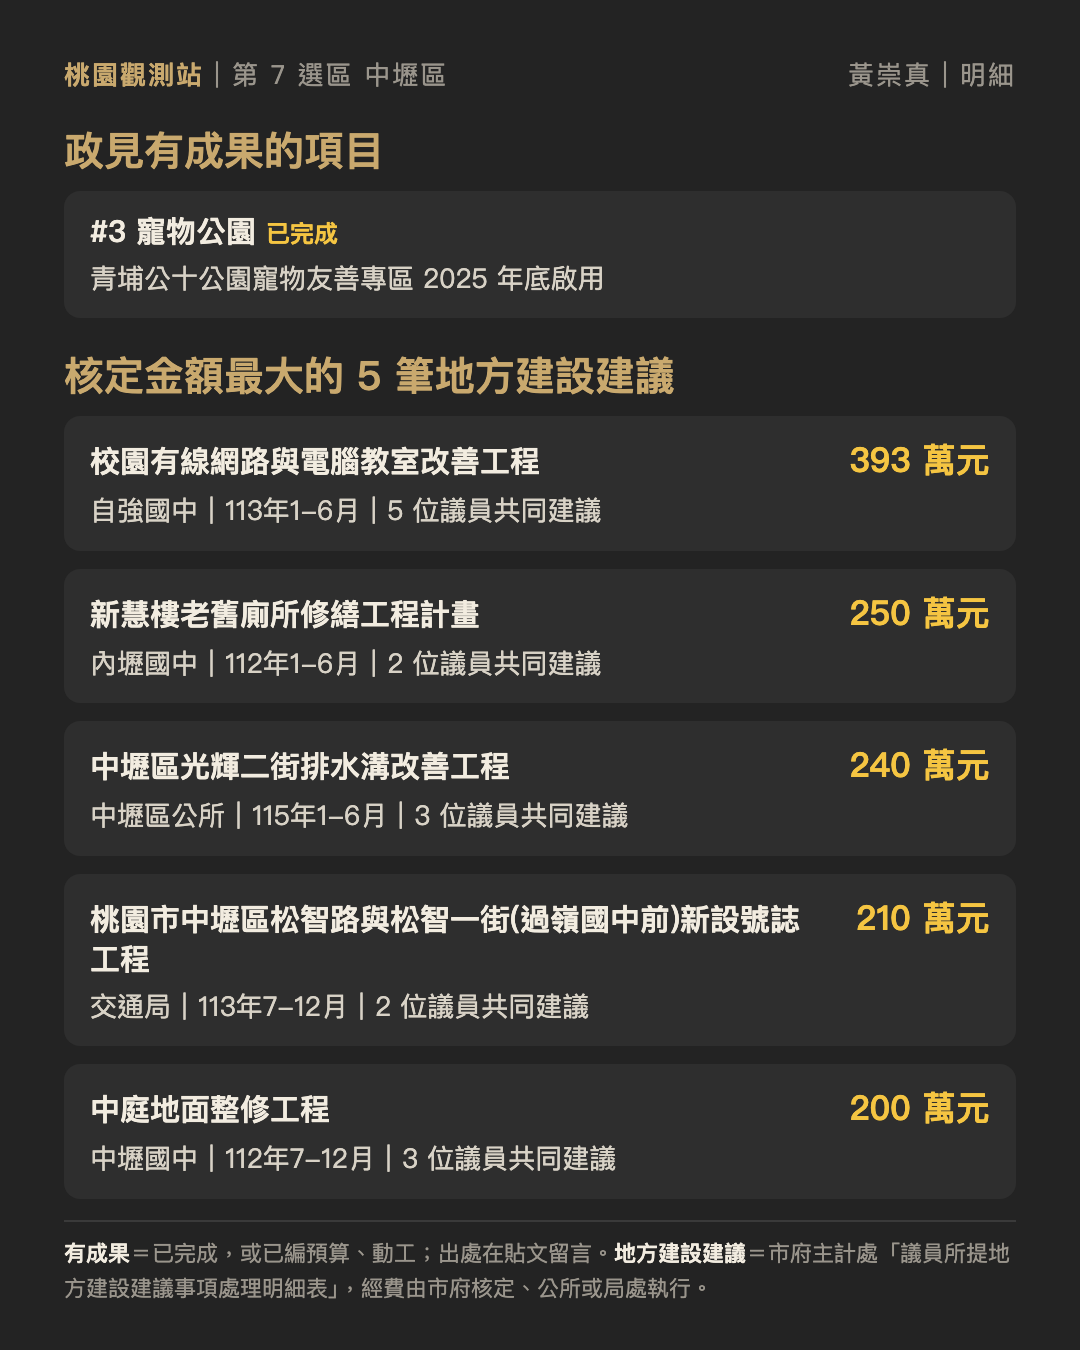 桃園觀測站｜第 7 選區 中壢區
黃崇真｜明細
政見有成果的項目
#3 寵物公園 已完成
青埔公十公園寵物友善專區 2025 年底啟用
核定金額最大的 5 筆地方建設建議
校園有線網路與電腦教室改善工程
393 萬元
自強國中｜113年1–6月｜5 位議員共同建議
新慧樓老舊廁所修繕工程計畫
250 萬元
內壢國中｜112年1–6月｜2 位議員共同建議
中壢區光輝二街排水溝改善工程
240 萬元
中壢區公所｜115年1–6月｜3 位議員共同建議
桃園市中壢區松智路與松智一街(過嶺國中前)新設號誌
工程
210 萬元
交通局｜113年7–12月｜2 位議員共同建議
中庭地面整修工程
200 萬元
中壢國中｜112年7–12月｜3 位議員共同建議
有成果＝已完成，或已編預算、動工；出處在貼文留言。地方建設建議＝市府主計處「議員所提地
方建設建議事項處理明細表」，經費由市府核定、公所或局處執行。